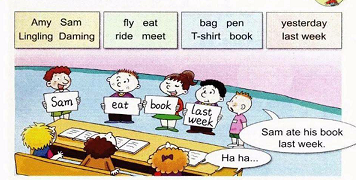 Amy Sam
Lingling Daming
fly eat
ride meet
bag pen
T-shirt book
yesterday
last week
Sam
eat
book
last
week
Sam ate his book
last week.
Ha ha...